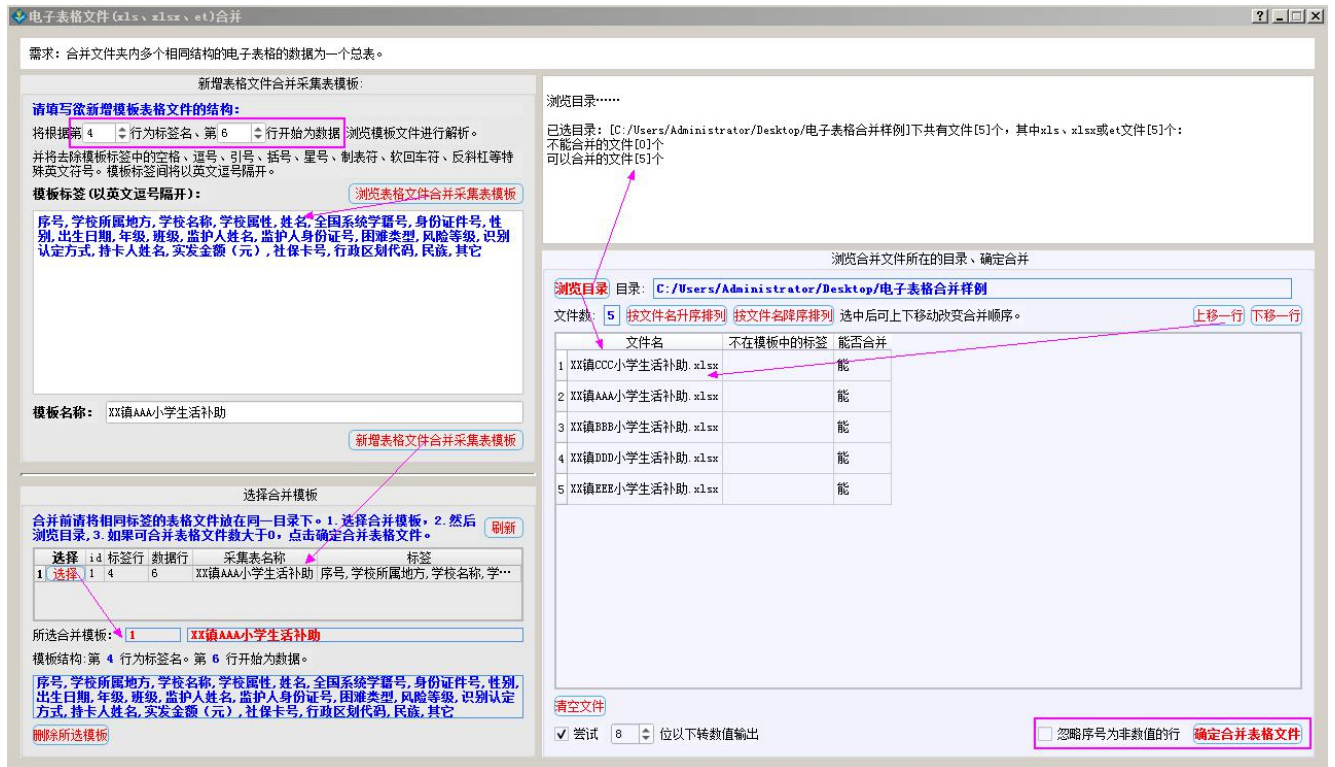 电子表格文件(xls、xlsx、et)合并
需求：合并文件夹内多个相同结构的电子表格的数据为一个总表。
新增表格文件合并采集表模板:
请填写欲新增模板表格文件的结构：
将根据第 4 行为标签名、第 6 行开始为数据 浏览模板文件进行解析。
并将去除模板标签中的空格、逗号、引号、括号、星号、制表符、软回车符、反斜杠等特
殊英文符号。模板标签间将以英文逗号隔开。
模板标签(以英文逗号隔开)： 浏览表格文件合并采集表模板
序号,学校所属地方,学校名称,学校属性,姓名,全国系统学籍号,身份证件号,性
别,出生日期,年级,班级,监护人姓名,监护人身份证号,困难类型,风险等级,识别
认定方式,持卡人姓名,实发金额（元）,社保卡号,行政区划代码,民族,其它
模板名称： XX镇AAA小学生活补助
新增表格文件合并采集表模板
选择合并模板
合并前请将相同标签的表格文件放在同一目录下。1.选择合并模板，2.然后
浏览目录,3.如果可合并表格文件数大于0，点击确定合并表格文件。
刷新
选择 id 标签行 数据行 采集表名称 标签
1 选择 1 4 6 XX镇AAA小学生活补助 序号,学校所属地方,学校名称,学…
所选合并模板： 1 XX镇AAA小学生活补助
模板结构:第 4 行为标签名。第 6 行开始为数据。
序号,学校所属地方,学校名称,学校属性,姓名,全国系统学籍号,身份证件号,性别,
出生日期,年级,班级,监护人姓名,监护人身份证号,困难类型,风险等级,识别认定
方式,持卡人姓名,实发金额（元）,社保卡号,行政区划代码,民族,其它
删除所选模板
浏览目录……
已选目录：[C:/Users/Administrator/Desktop/电子表格合并样例]下共有文件[5]个，其中xls、xlsx或et文件[5]个：
不能合并的文件[0]个
可以合并的文件[5]个
浏览合并文件所在的目录、确定合并
浏览目录 目录： C:/Users/Administrator/Desktop/电子表格合并样例
文件数： 5 按文件名升序排列 按文件名降序排列 选中后可上下移动改变合并顺序。 上移一行 下移一行
文件名 不在模板中的标签 能否合并
1 XX镇CCC小学生活补助.xlsx 能
2 XX镇AAA小学生活补助.xlsx 能
3 XX镇BBB小学生活补助.xlsx 能
4 XX镇DDD小学生活补助.xlsx 能
5 XX镇EEE小学生活补助.xlsx 能
清空文件
尝试 8 位以下转数值输出 忽略序号为非数值的行 确定合并表格文件